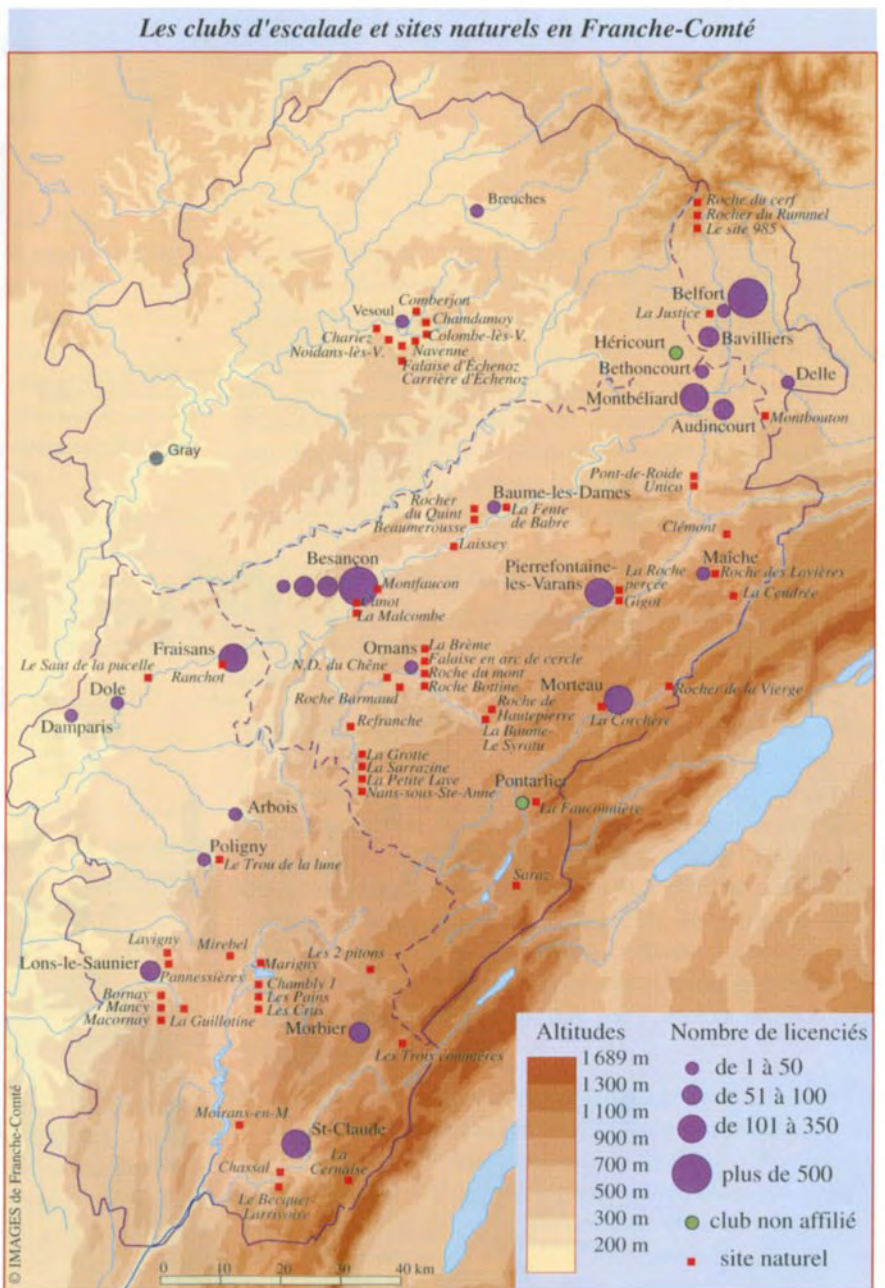 Les clubs d'escalade et sites naturels en Franche-Comté
Breuches
Roche du cerf
Rocher du Rummel
Le site 985
Belfort
La Justice
Bavilliers
Héricourt
Bethoncourt
Delle
Montbéliard
Audincourt
Montbouton
Comberjon
Vesoul
Chamdamoy
Chariez
Colombe-lès-V.
Noidans-lès-V.
Navenne
Falaise d'Échenoz
Carrière d'Échenoz
Gray
Pont-de-Roide
Unico
Baume-les-Dames
Rocher
du Quint
La Fente
de Babre
Beaumerousse
Clémont
Laissey
Besançon
Montfaucon
Cunot
La Malcombe
Pierrefontaine-
les-Varans
La Roche
perçée
Gigot
Maîche
Roche des Lavières
La Cendrée
Fraisans
Ranchot
Le Saut de la pucelle
Dole
Damparis
Ornans
La Brème
N.D. du Chêne
Falaise en arc de cercle
Roche du mont
Roche Bottine
Roche Barmaud
Refranche
Roche de
Hautepierre
La Baume-
Le Syratu
Morteau
Rocher de la Vierge
La Corchère
La Grotte
La Sarrazine
La Petite Lave
Nans-sous-Ste-Anne
Pontarlier
La Fauconnière
Arbois
Poligny
Le Trou de la lune
Saraz
Lavigny
Mirebel
Les 2 pitons
Lons-le-Saunier
Pannessières
Marigny
Chambly 1
Les Pains
Les Crus
Bornay
Mancy
Macornay
La Guillotine
Morbier
Les Trois commères
Moirans-en-M.
St-Claude
Chassal
La
Cernaise
Le Becquet-
Larrivoire
0 20 40 km
Altitudes
1 689 m
1 300 m
1 100 m
900 m
700 m
500 m
300 m
200 m
Nombre de licenciés
de 1 à 50
de 51 à 100
de 101 à 350
plus de 500
club non affilié
site naturel
© IMAGES de Franche-Comté